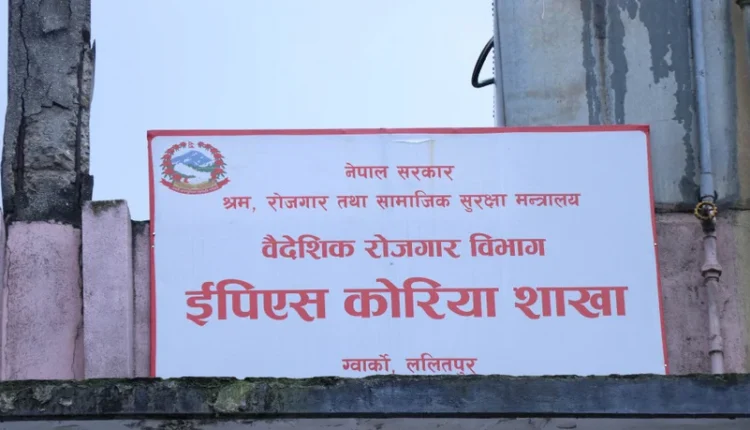 नेपाल सरकार
श्रम, रोजगार तथा सामाजिक सुरक्षा मन्त्रालय
वैदेशिक रोजगार विभाग
ईपिएस कोरिया शाखा
ग्वार्को, ललितपुर